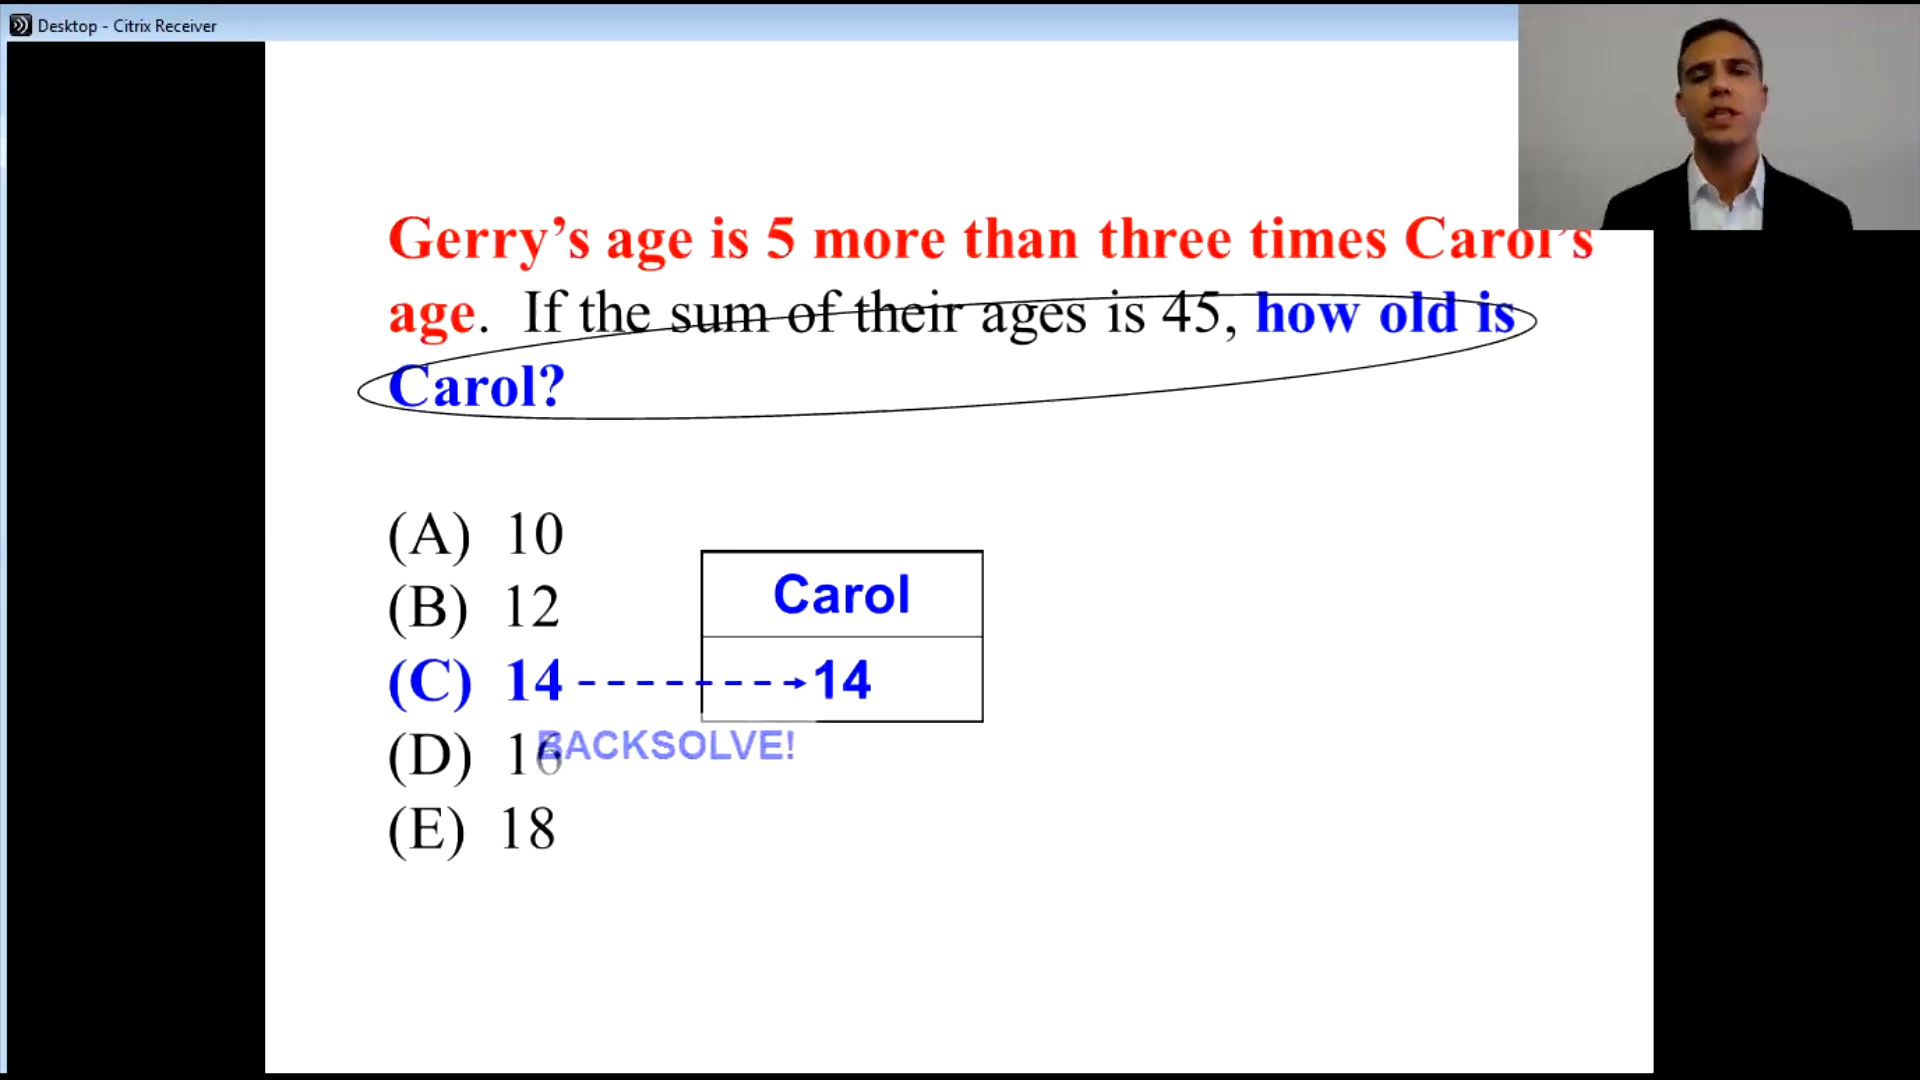 Desktop - Citrix Receiver
Gerry’s age is 5 more than three times Carol’s
age.  If the sum of their ages is 45, how old is
Carol?
(A)  10
(B)  12
(C)  14
(D)  16
(E)  18
Carol
14
BACKSOLVE!